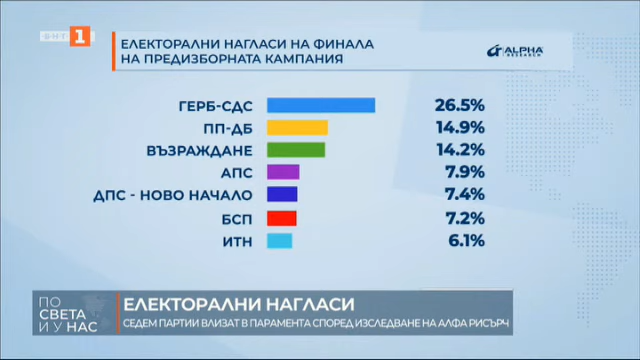 БНТ 1
ЕЛЕКТОРАЛНИ НАГЛАСИ НА ФИНАЛА
НА ПРЕДИЗБОРНАТА КАМПАНИЯ
ALPHA
RESEARCH
ГЕРБ-СДС 26.5%
ПП-ДБ 14.9%
ВЪЗРАЖДАНЕ 14.2%
АПС 7.9%
ДПС - НОВО НАЧАЛО 7.4%
БСП 7.2%
ИТН 6.1%
ПО
СВЕТА
И У НАС
ЕЛЕКТОРАЛНИ НАГЛАСИ
СЕДЕМ ПАРТИИ ВЛИЗАТ В ПАРАМЕНТА СПОРЕД ИЗСЛЕДВАНЕ НА АЛФА РИСЪРЧ